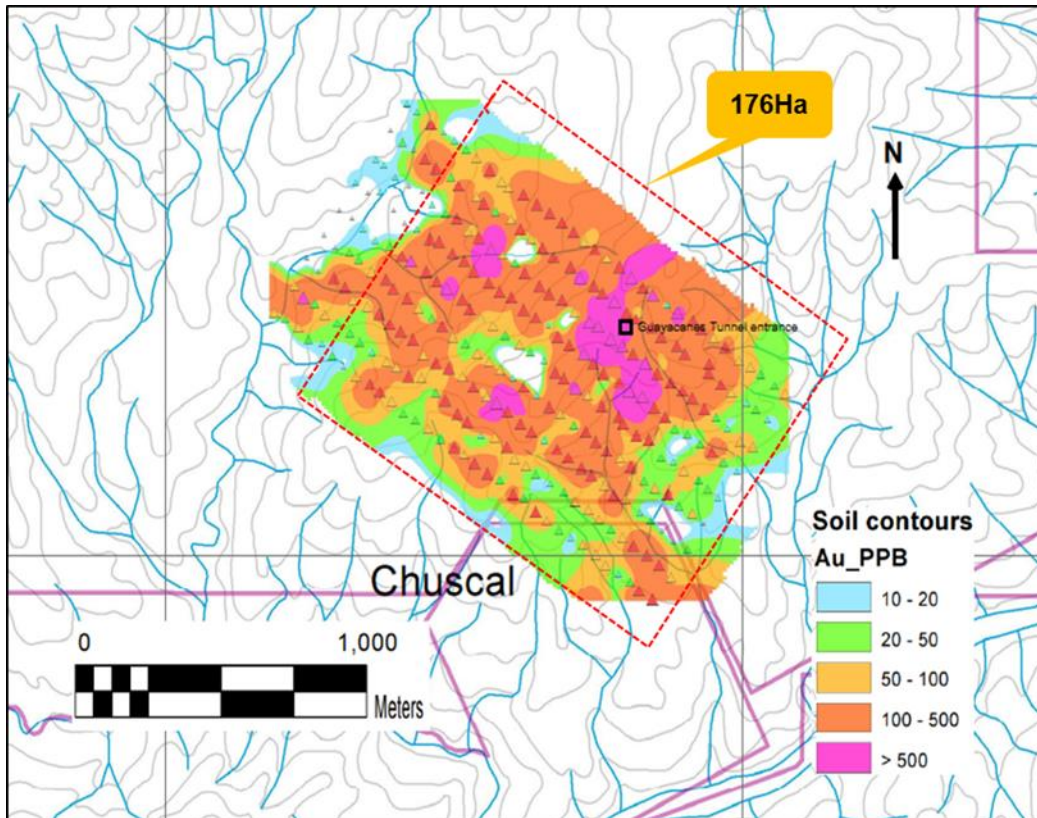 176Ha
N
Guayacanes Tunnel entrance
Soil contours
Au_PPB
10 - 20
20 - 50
50 - 100
100 - 500
> 500
Chuscal
0 1,000
Meters